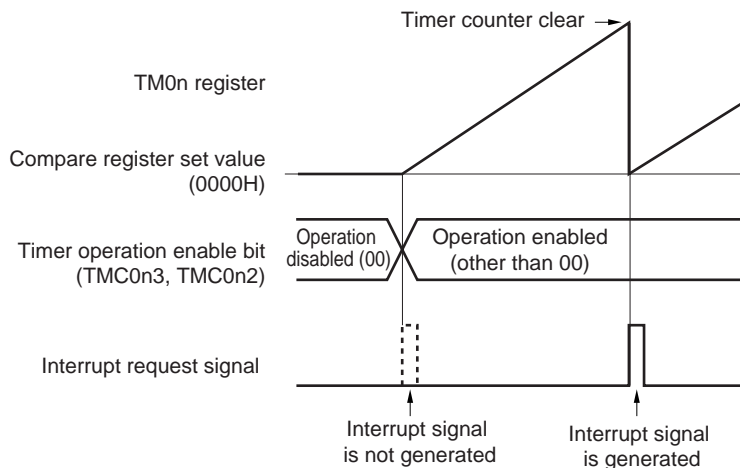 Timer counter clear
TM0n register
Compare register set value
(0000H)
Timer operation enable bit
(TMC0n3, TMC0n2)
Operation
disabled (00)
Operation enabled
(other than 00)
Interrupt request signal
Interrupt signal
is not generated
Interrupt signal
is generated